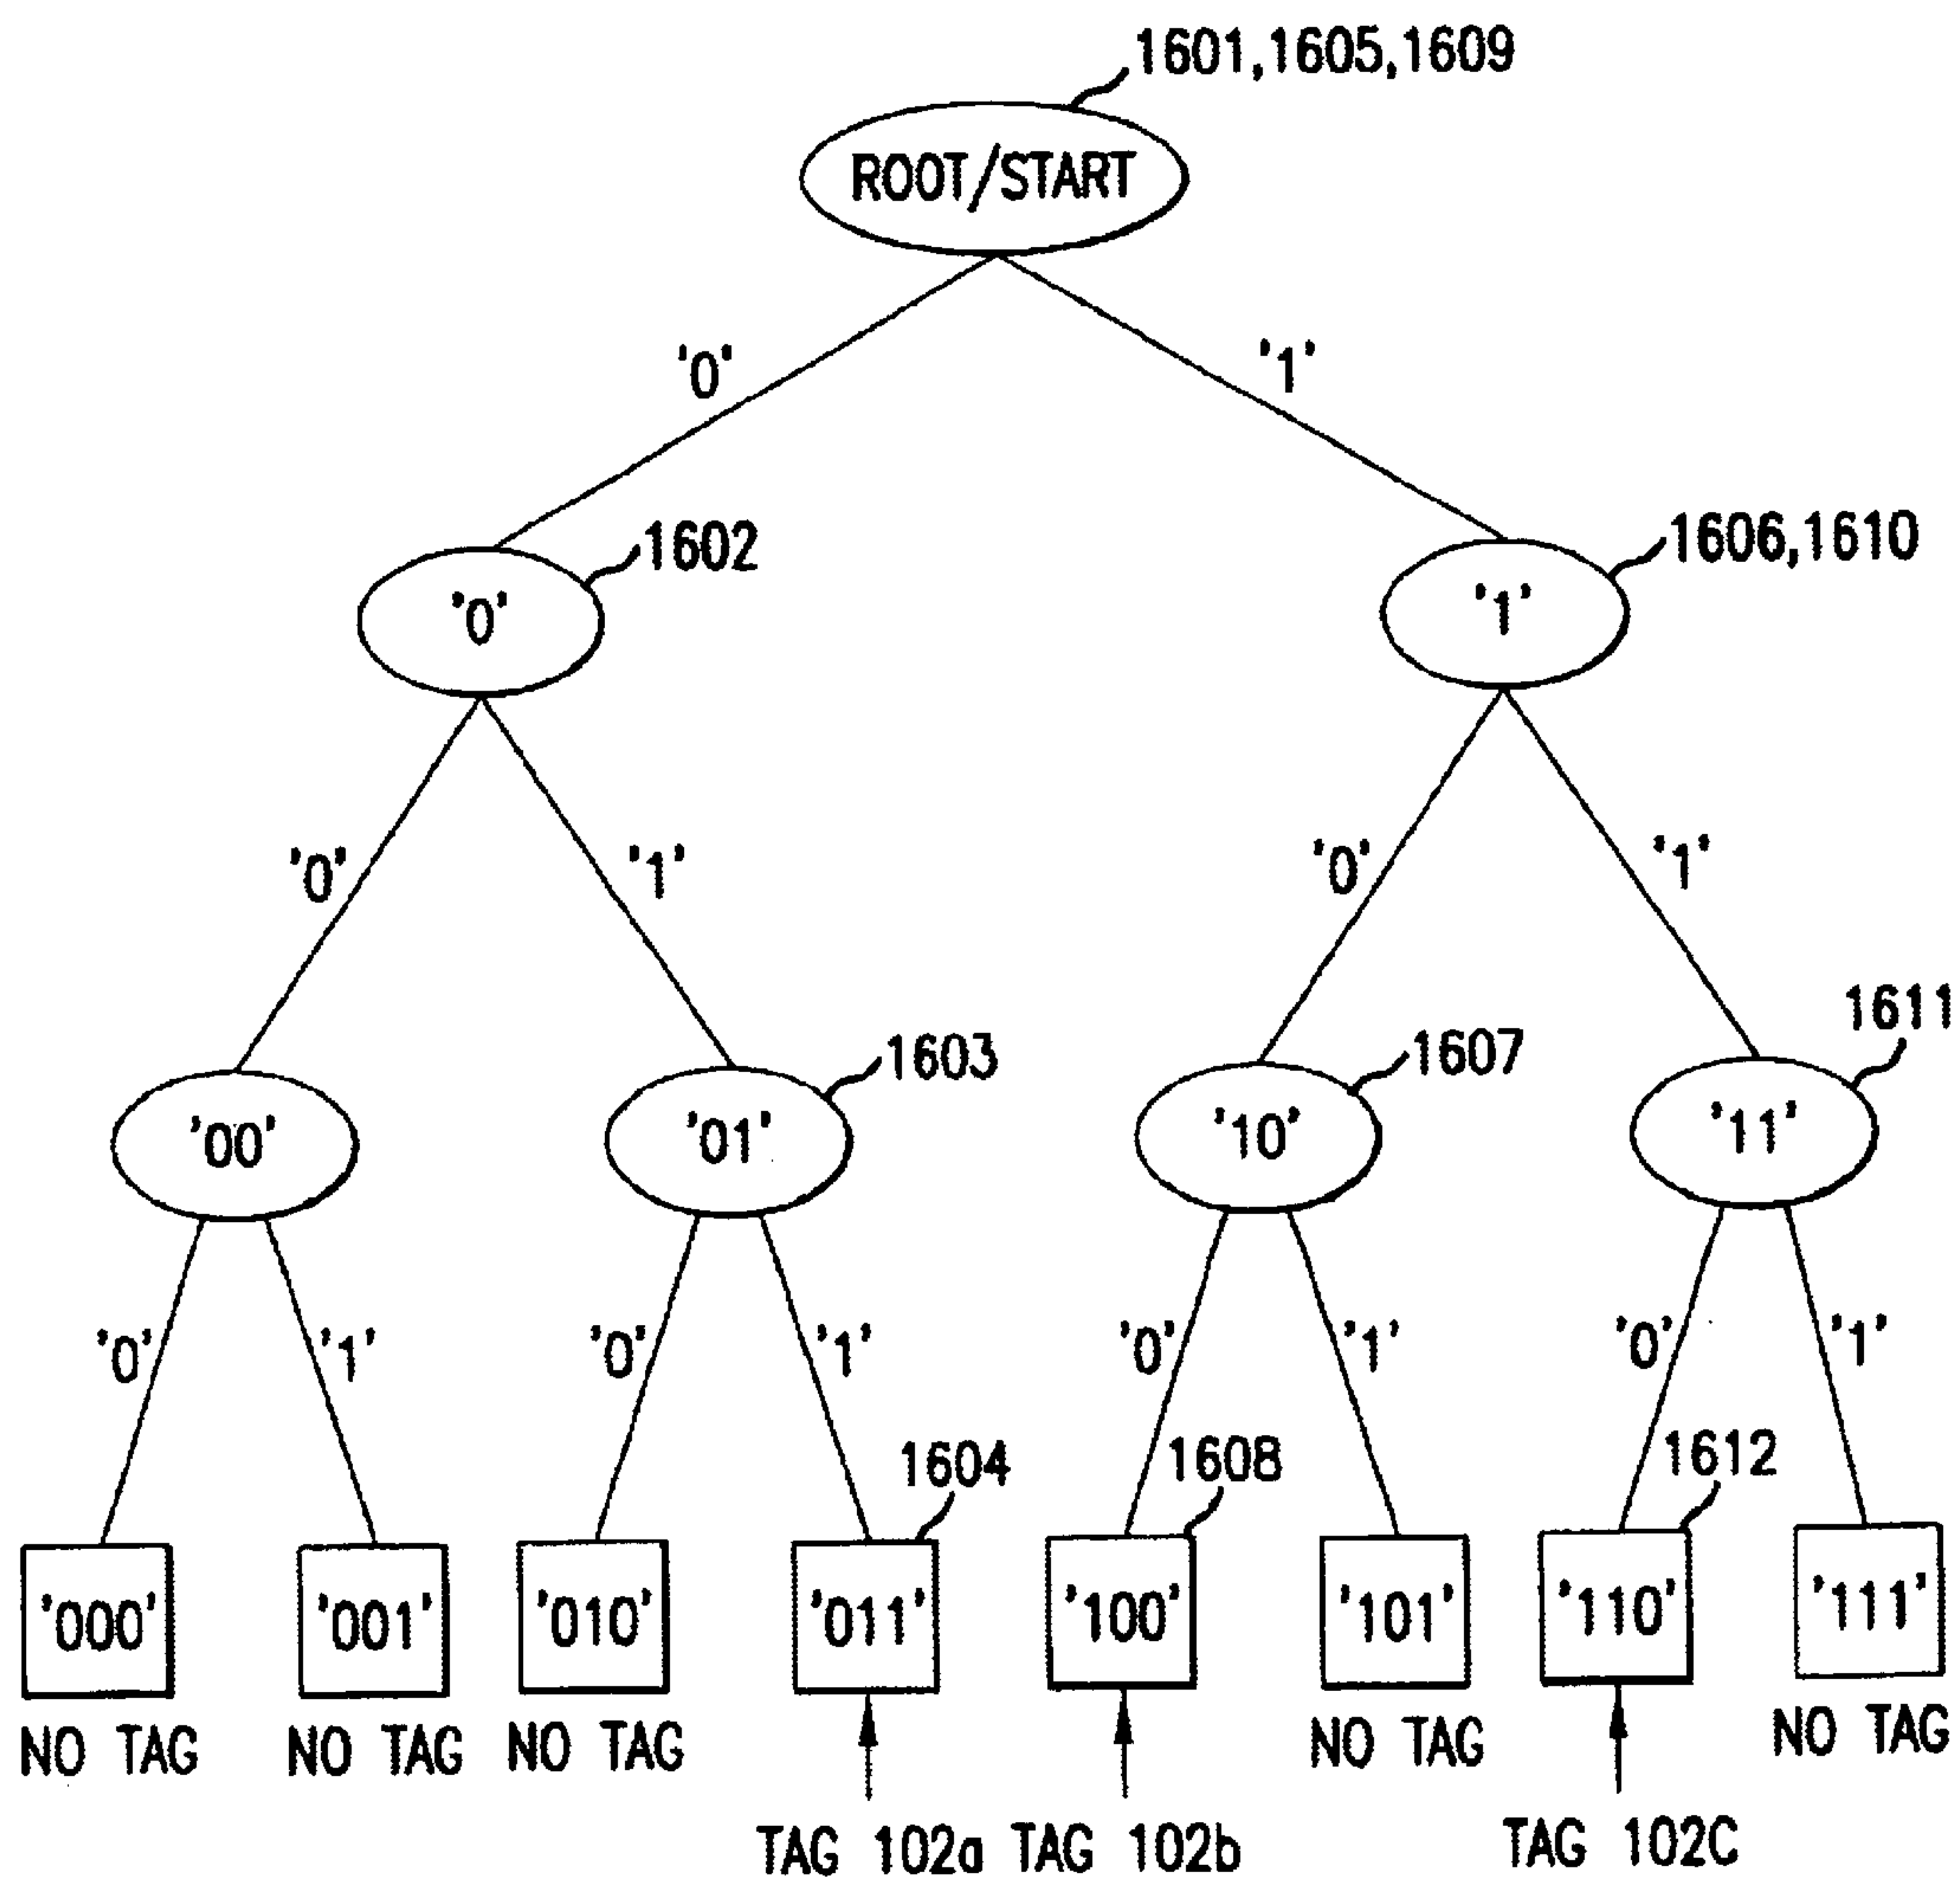 1601,1605,1609
ROOT/START
'0' '1'
1602 1606,1610
'0' '1'
'0' '1' '0' '1'
1603 1607 1611
'00' '01' '10' '11'
'0' '1' '0' '1' '0' '1' '0' '1'
1604 1608 1612
'000' '001' '010' '011' '100' '101' '110' '111'
NO TAG NO TAG NO TAG NO TAG NO TAG
TAG 102a TAG 102b TAG 102C